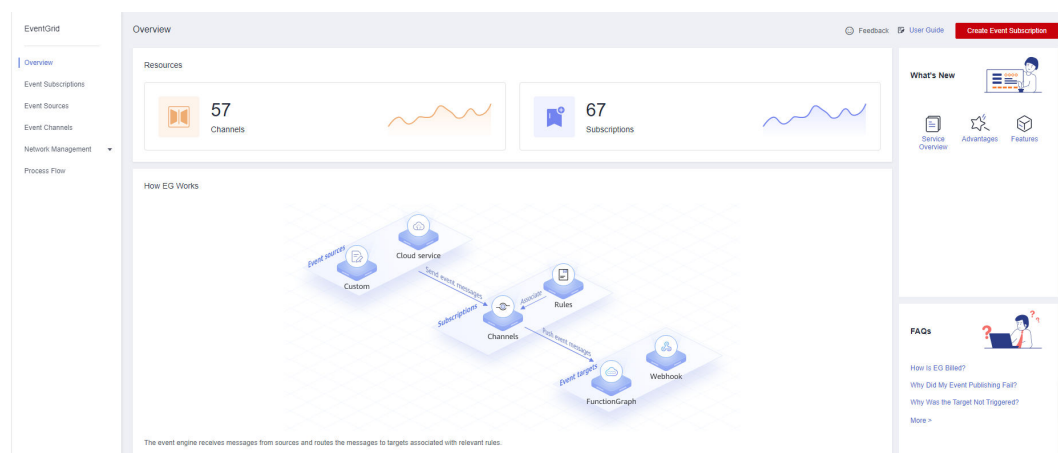 EventGrid
Overview
Event Subscriptions
Event Sources
Event Channels
Network Management
Process Flow
Overview
Feedback
User Guide
Create Event Subscription
Resources
57
Channels
67
Subscriptions
How EG Works
Event sources
Cloud service
Custom
Send event messages
Subscriptions
Associate
Rules
Channels
Push event messages
Event targets
Webhook
FunctionGraph
The event engine receives messages from sources and routes the messages to targets associated with relevant rules.
What's New
Service
Overview
Advantages
Features
FAQs
How Is EG Billed?
Why Did My Event Publishing Fail?
Why Was the Target Not Triggered?
More >